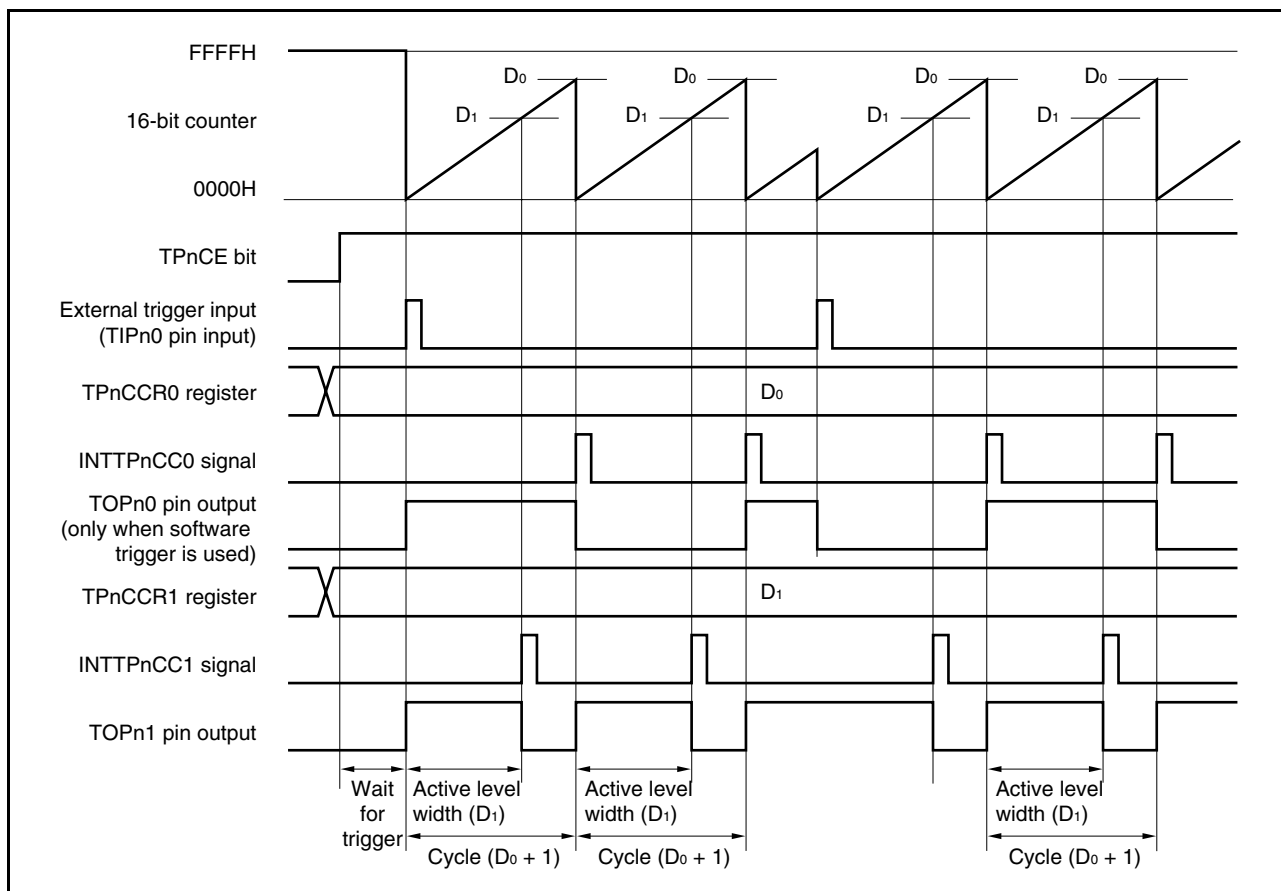 FFFFH
D0 D0 D0 D0
16-bit counter
D1 D1 D1 D1
0000H
TPnCE bit
External trigger input
(TIPn0 pin input)
TPnCCR0 register
D0
INTTPnCC0 signal
TOPn0 pin output
(only when software
trigger is used)
TPnCCR1 register
D1
INTTPnCC1 signal
TOPn1 pin output
Wait
for
trigger
Active level
width (D1)
Active level
width (D1)
Active level
width (D1)
Cycle (D0 + 1)
Cycle (D0 + 1)
Cycle (D0 + 1)